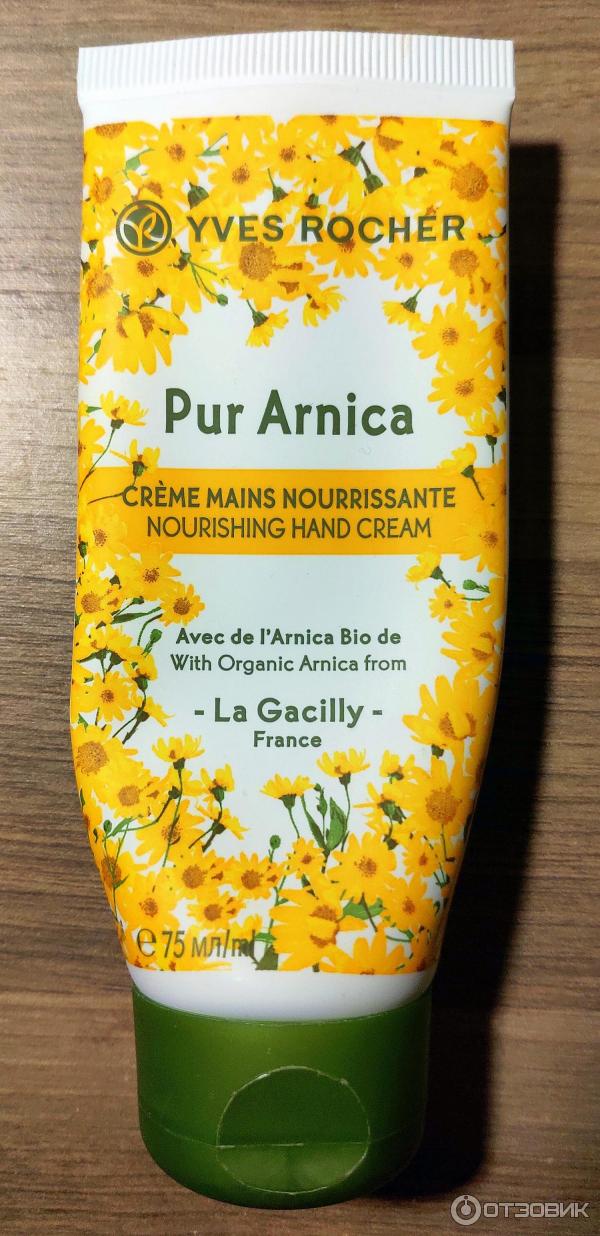 YVES ROCHER
Pur Arnica
CRÈME MAINS NOURRISSANTE
NOURISHING HAND CREAM
Avec de l'Arnica Bio de
With Organic Arnica from
- La Gacilly -
France
℮ 75 мл/ml
ОТЗОВИК